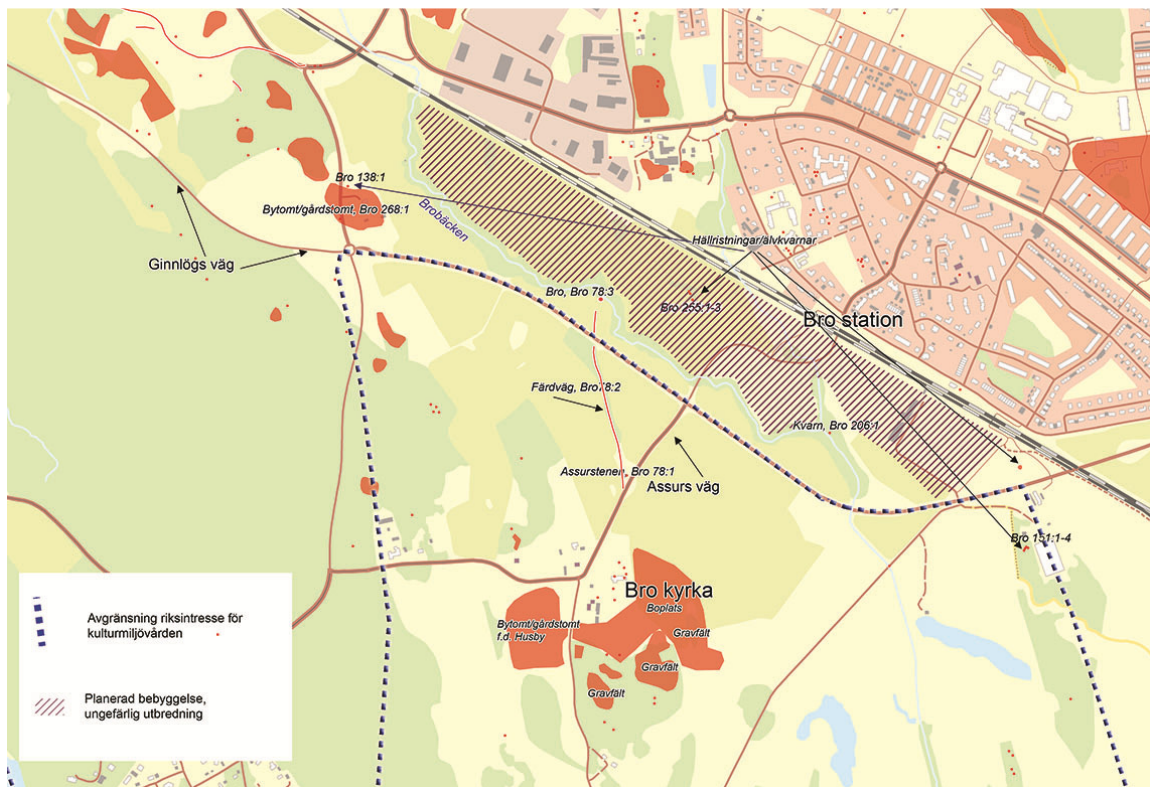 Bro 138:1
Bytomt/gårdstomt, Bro 268:1
Brobäcken
Hällristningar/älvkvarnar
Ginnlögs väg
Bro, Bro 78:3
Bro 255:1-3
Bro station
Färdväg, Bro78:2
Kvarn, Bro 206:1
Assurstenen, Bro 78:1
Assurs väg
Bro 151:1-4
Bro kyrka
Boplats
Bytomt/gårdstomt
f.d. Husby
Gravfält
Gravfält
Gravfält
Avgränsning riksintresse för
kulturmiljövården
Planerad bebyggelse,
ungefärlig utbredning